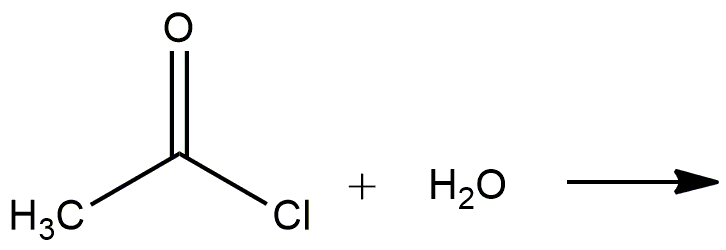 O
H₃C Cl + H₂O